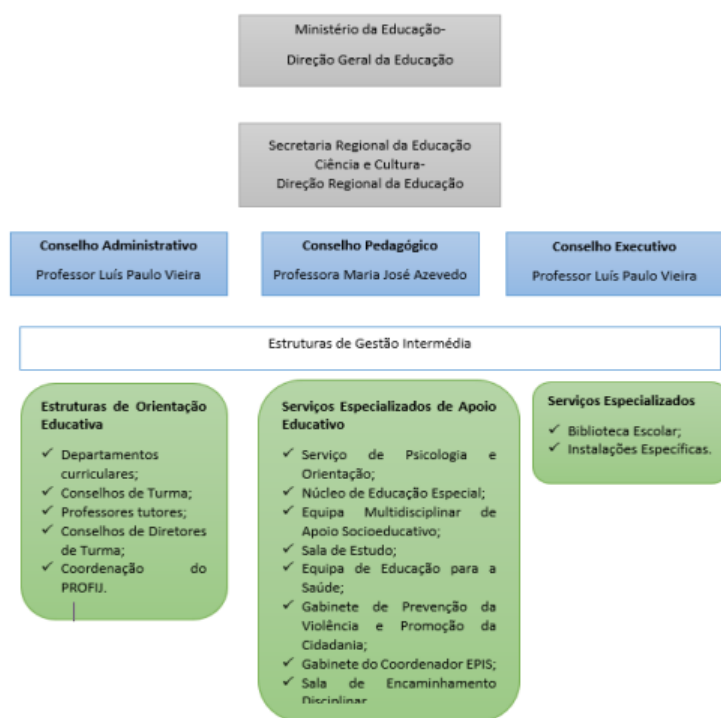 Ministério da Educação-
Direção Geral da Educação
Secretaria Regional da Educação
Ciência e Cultura-
Direção Regional da Educação
Conselho Administrativo
Professor Luís Paulo Vieira
Conselho Pedagógico
Professora Maria José Azevedo
Conselho Executivo
Professor Luís Paulo Vieira
Estruturas de Gestão Intermédia
Estruturas de Orientação
Educativa
✓ Departamentos
curriculares;
✓ Conselhos de Turma;
✓ Professores tutores;
✓ Conselhos de Diretores
de Turma;
✓ Coordenação do
PROFIJ.
Serviços Especializados de Apoio
Educativo
✓ Serviço de Psicologia e
Orientação;
✓ Núcleo de Educação Especial;
✓ Equipa Multidisciplinar de
Apoio Socioeducativo;
✓ Sala de Estudo;
✓ Equipa de Educação para a
Saúde;
✓ Gabinete de Prevenção da
Violência e Promoção da
Cidadania;
✓ Gabinete do Coordenador EPIS;
✓ Sala de Encaminhamento
Disciplinar
Serviços Especializados
✓ Biblioteca Escolar;
✓ Instalações Específicas.